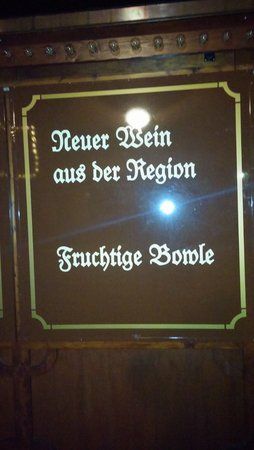 Neuer Wein
aus der Region
Fruchtige Bowle